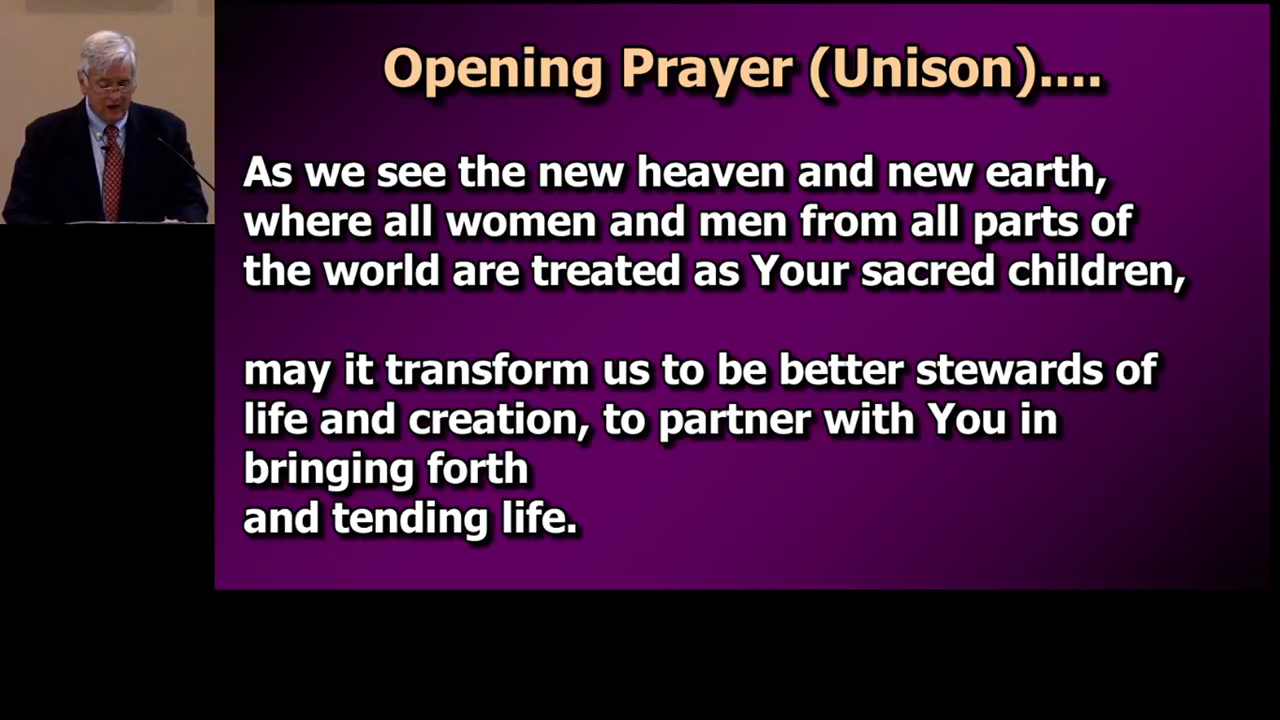 Opening Prayer (Unison)....
As we see the new heaven and new earth,
where all women and men from all parts of
the world are treated as Your sacred children,
may it transform us to be better stewards of
life and creation, to partner with You in
bringing forth
and tending life.